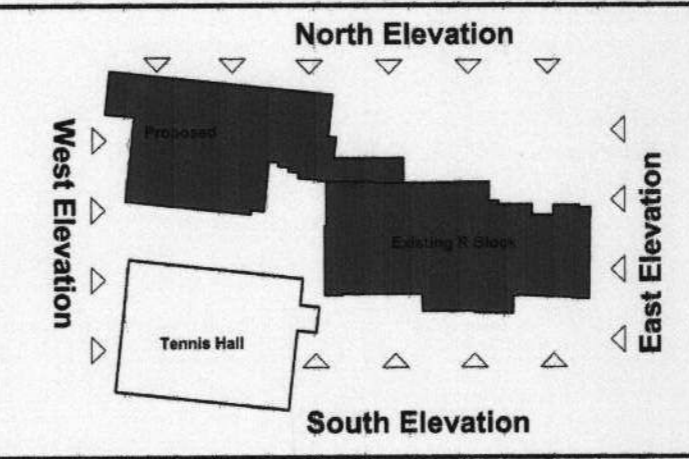 North Elevation
Proposed
West Elevation
Existing R Block
East Elevation
Tennis Hall
South Elevation